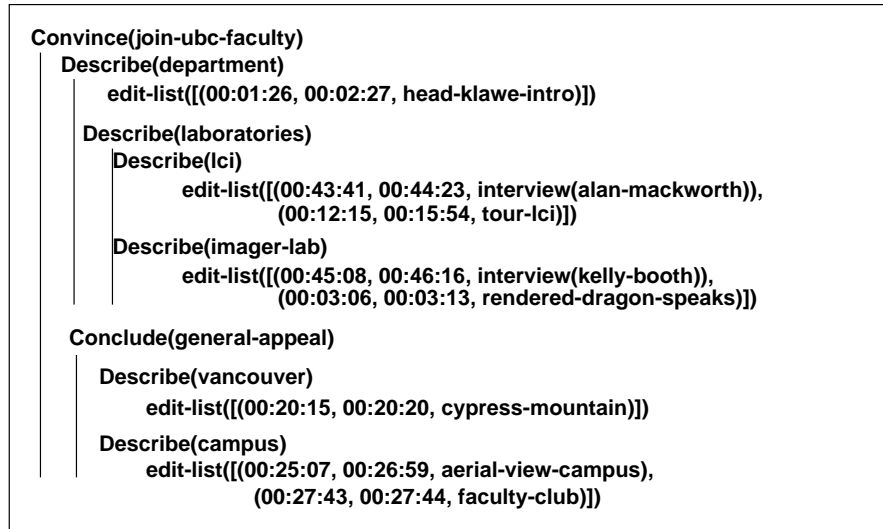 Convince(join-ubc-faculty)
Describe(department)
edit-list([(00:01:26, 00:02:27, head-klawe-intro)])
Describe(laboratories)
Describe(lci)
edit-list([(00:43:41, 00:44:23, interview(alan-mackworth)),
(00:12:15, 00:15:54, tour-lci)])
Describe(imager-lab)
edit-list([(00:45:08, 00:46:16, interview(kelly-booth)),
(00:03:06, 00:03:13, rendered-dragon-speaks)])
Conclude(general-appeal)
Describe(vancouver)
edit-list([(00:20:15, 00:20:20, cypress-mountain)])
Describe(campus)
edit-list([(00:25:07, 00:26:59, aerial-view-campus),
(00:27:43, 00:27:44, faculty-club)])